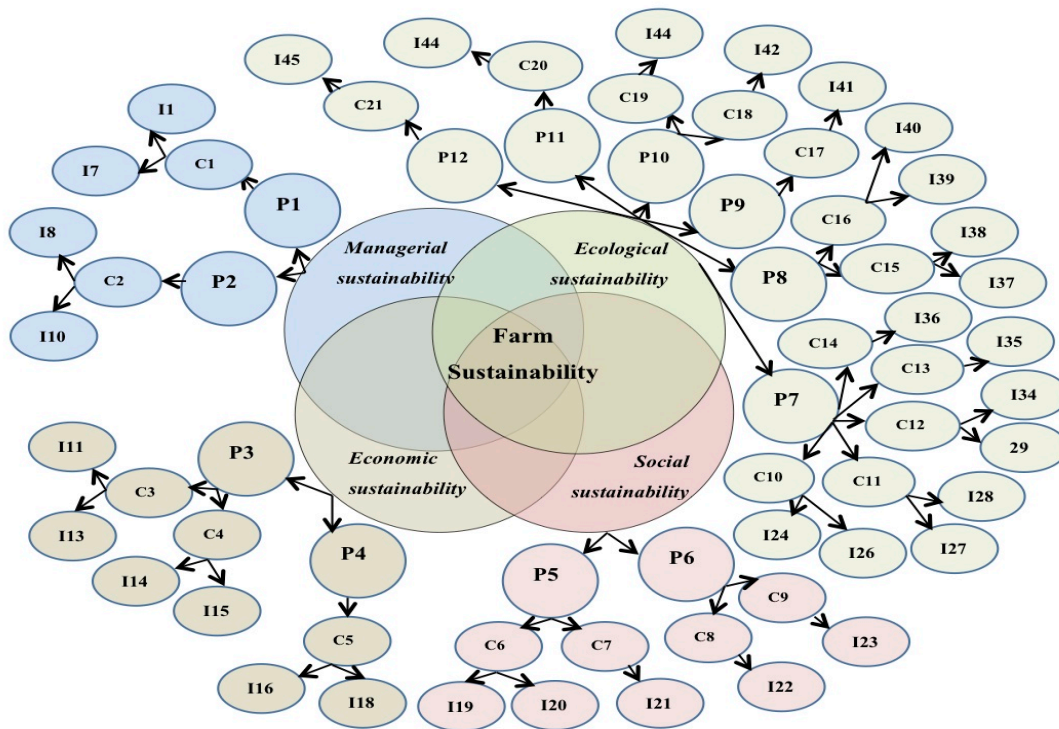 I44
I44
I42
I45
C20
I41
C19
C21
C18
I40
I1
P11
C17
P12
P10
I7
C1
I39
P1
P9
C16
I8
I38
Managerial
sustainability
Ecological
sustainability
C2
P2
P8
C15
I37
I10
C14
I36
Farm
Sustainability
C13
I35
P7
I34
C12
I11
P3
29
Economic
sustainability
Social
sustainability
C3
C10
C11
I28
I13
C4
I24
I26
I27
P4
P5
P6
I14
I15
C9
C5
C6
C7
C8
I23
I16
I18
I19
I20
I21
I22